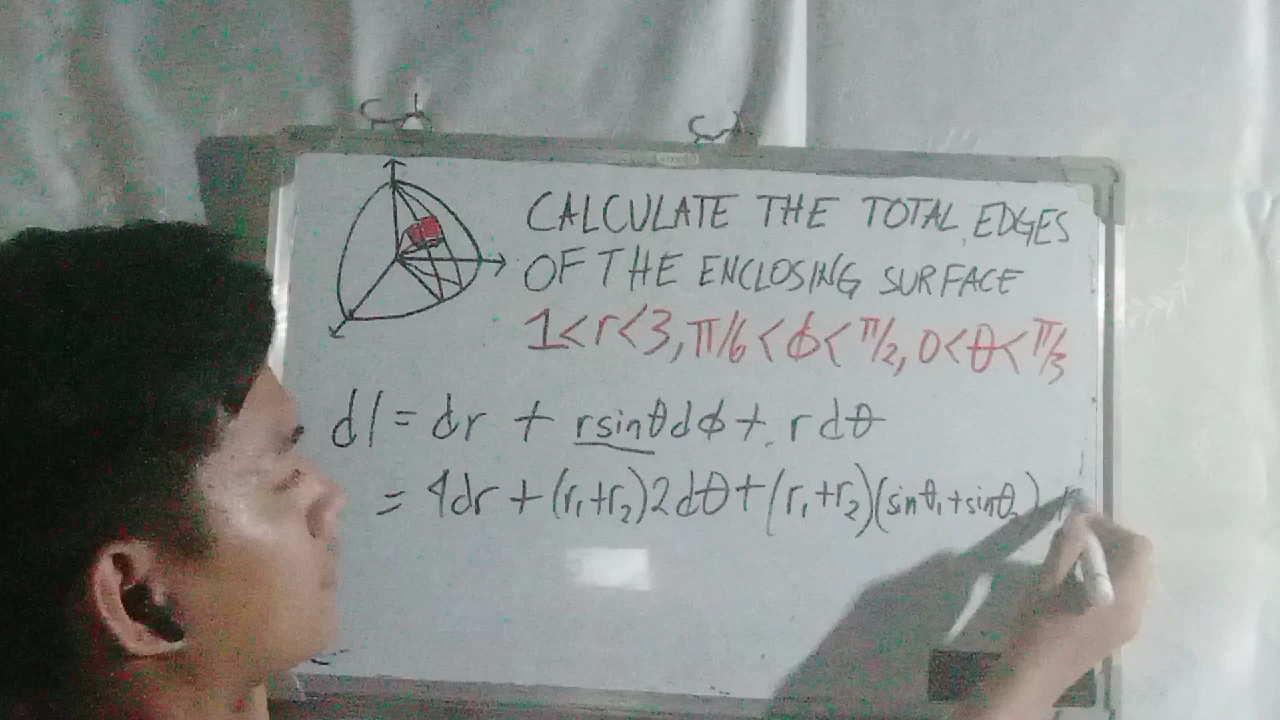 CALCULATE THE TOTAL EDGES
OF THE ENCLOSING SURFACE
1<r<3, π/6<ϕ<π/2, 0<θ<π/3
dl = dr + rsinθdϕ + rdθ
= 4dr + (r₁+r₂)2dθ + (r₁+r₂)(sinθ₁+sinθ₂)